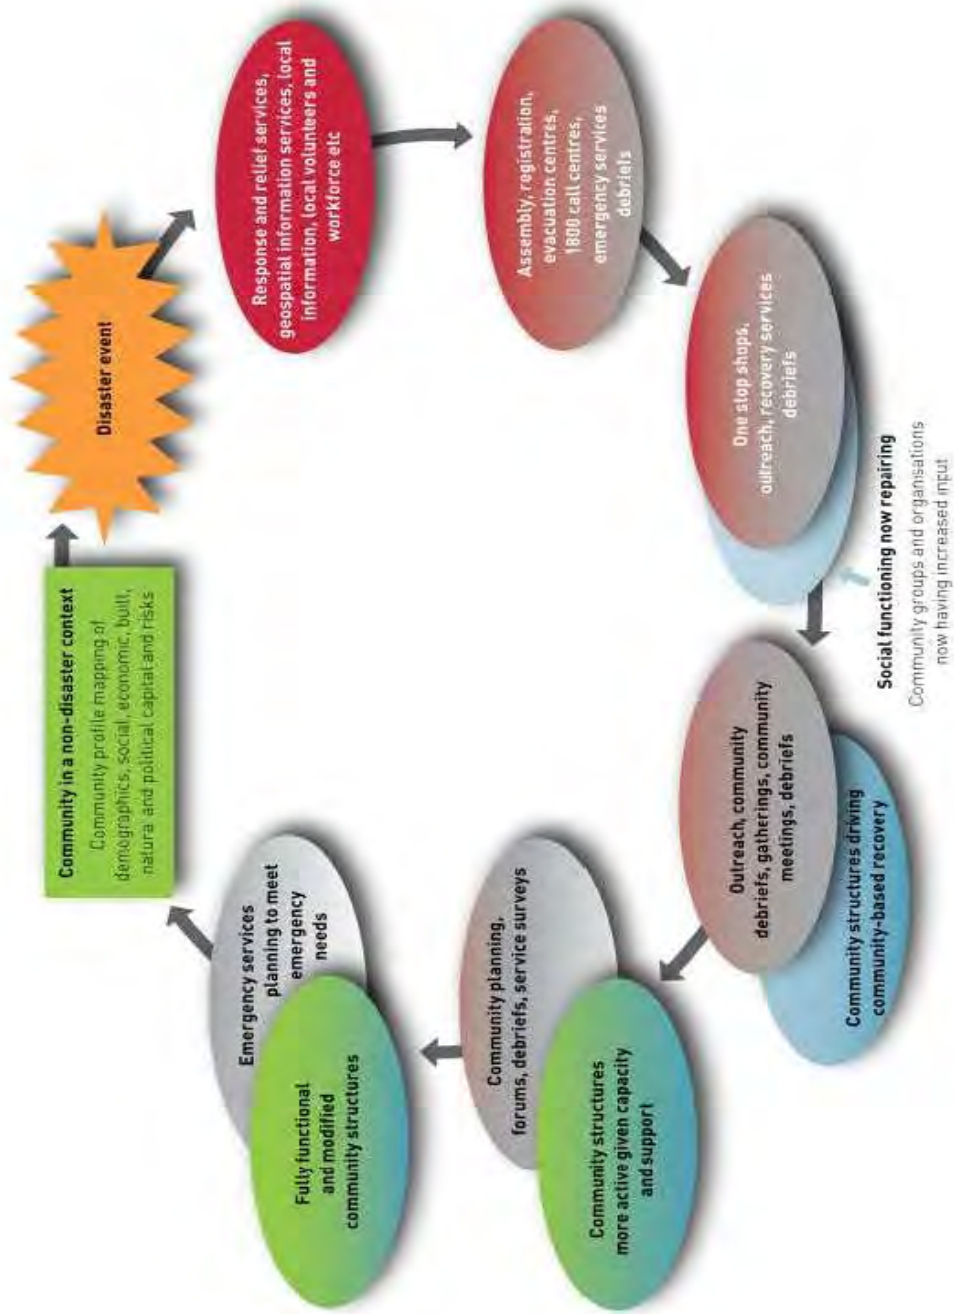 Community in a non-disaster context
Community profile mapping of
demographics, social, economic, built,
natural and political capital and risks
Disaster event
Response and relief services,
geospatial information services, local
information, local volunteers and
workforce etc
Assembly, registration,
evacuation centres,
1800 call centres,
emergency services
debriefs
One stop shops,
outreach, recovery services
debriefs
Social functioning now repairing
Community groups and organisations
now having increased input
Outreach, community
debriefs, gatherings, community
meetings, debriefs
Community structures driving
community-based recovery
Community planning,
forums, debriefs, service surveys
Community structures
more active given capacity
and support
Emergency services
planning to meet
emergency
needs
Fully functional
and modified
community structures